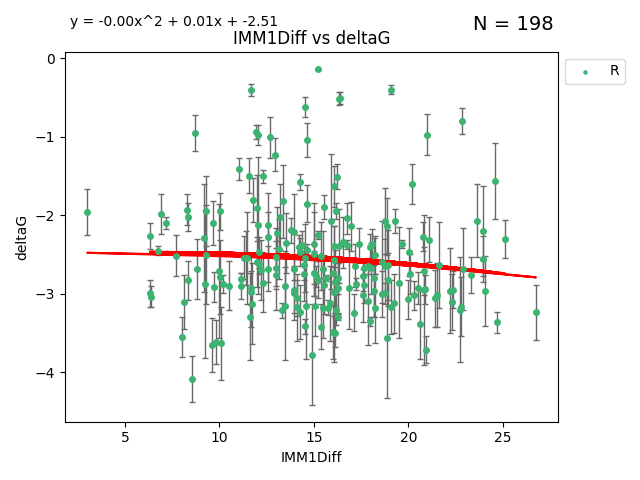 y = -0.00x^2 + 0.01x + -2.51
N = 198
IMM1Diff vs deltaG
R
deltaG
0
−1
−2
−3
−4
5 10 15 20 25
IMM1Diff